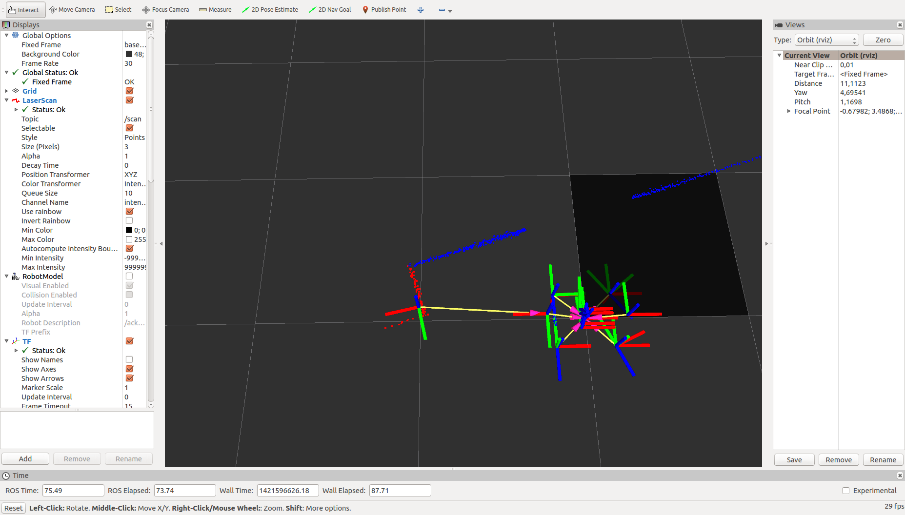 Interact Move Camera Select Focus Camera Measure 2D Pose Estimate 2D Nav Goal Publish Point
Displays
Global Options
Fixed Frame base...
Background Color 48;
Frame Rate 30
Global Status: Ok
Fixed Frame OK
Grid
LaserScan
Status: Ok
Topic /scan
Selectable
Style Points
Size (Pixels) 3
Alpha 1
Decay Time 0
Position Transformer XYZ
Color Transformer Inten...
Queue Size 10
Channel Name inten...
Use rainbow
Invert Rainbow
Min Color 0; 0
Max Color 255
Autocompute Intensity Bou...
Min Intensity -999...
Max Intensity 999999
RobotModel
Visual Enabled
Collision Enabled
Update Interval 0
Alpha 1
Robot Description /ack...
TF Prefix
TF
Status: Ok
Show Names
Show Axes
Show Arrows
Marker Scale 1
Update Interval 0
Frame Timeout 15
Add Remove Rename
Views
Type: Orbit (rviz) Zero
Current View Orbit (rviz)
Near Clip ... 0,01
Target Fra... <Fixed Frame>
Distance 11,1123
Yaw 4,69541
Pitch 1,1698
Focal Point -0.67982; 3.4868;...
Save Remove Rename
Time
ROS Time: 75.49 ROS Elapsed: 73.74 Wall Time: 1421596626.18 Wall Elapsed: 87.71 Experimental
Reset Left-Click: Rotate. Middle-Click: Move X/Y. Right-Click/Mouse Wheel:: Zoom. Shift: More options. 29 fps